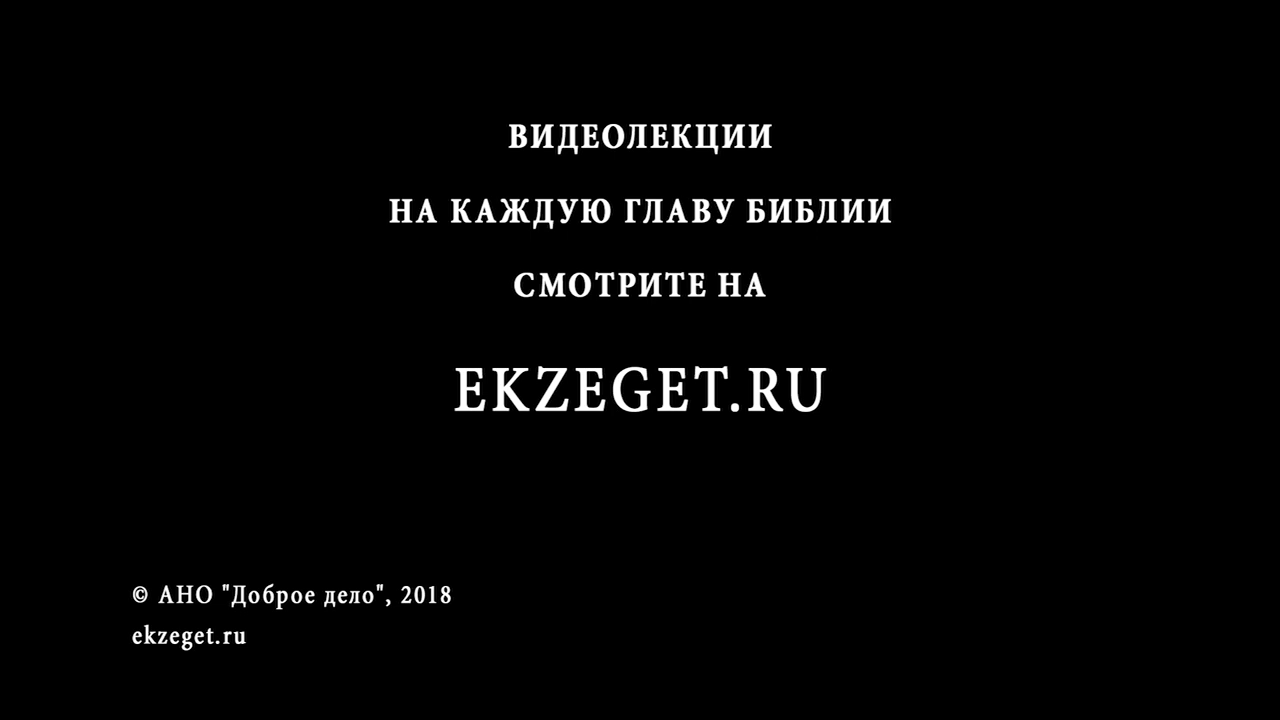 ВИДЕОЛЕКЦИИ
НА КАЖДУЮ ГЛАВУ БИБЛИИ
СМОТРИТЕ НА
EKZEGET.RU
© АНО "Доброе дело", 2018
ekzeget.ru